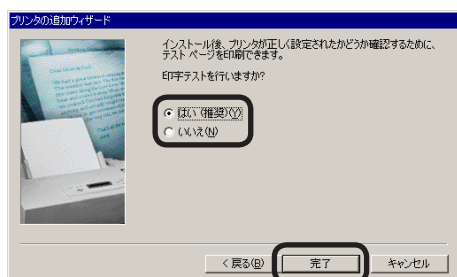 プリンタの追加ウィザード
インストール後、プリンタが正しく設定されたかどうか確認するために、
テスト ページを印刷できます。
印字テストを行いますか?
はい (推奨)(Y)
いいえ(N)
< 戻る(B)
完了
キャンセル